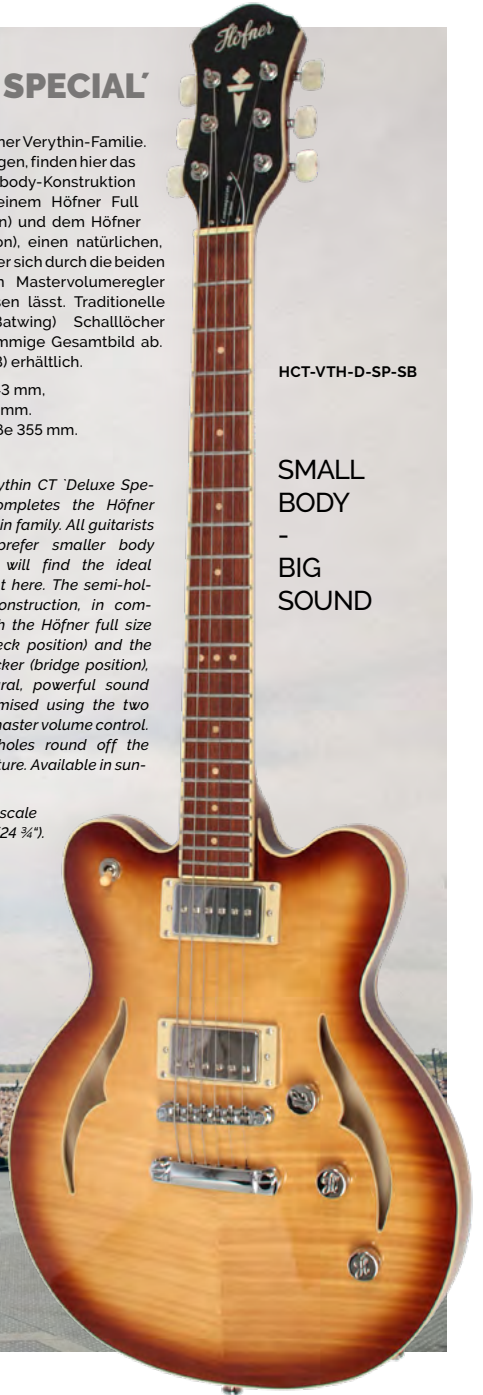 SPECIAL´
ner Verythin-Familie.
gen, finden hier das
body-Konstruktion
einem Höfner Full
n) und dem Höfner
on), einen natürlichen,
er sich durch die beiden
n Mastervolumeregler
sen lässt. Traditionelle
Batwing) Schalllöcher
mmige Gesamtbild ab.
B) erhältlich.
43 mm,
mm.
ße 355 mm.
ythin CT `Deluxe Spe-
ompletes the Höfner
in family. All guitarists
prefer smaller body
will find the ideal
t here. The semi-hol-
onstruction, in com-
h the Höfner full size
eck position) and the
cker (bridge position),
ural, powerful sound
mised using the two
master volume control.
holes round off the
ture. Available in sun-
scale
(24 ¾").
Höfner
HCT-VTH-D-SP-SB
SMALL
BODY
-
BIG
SOUND